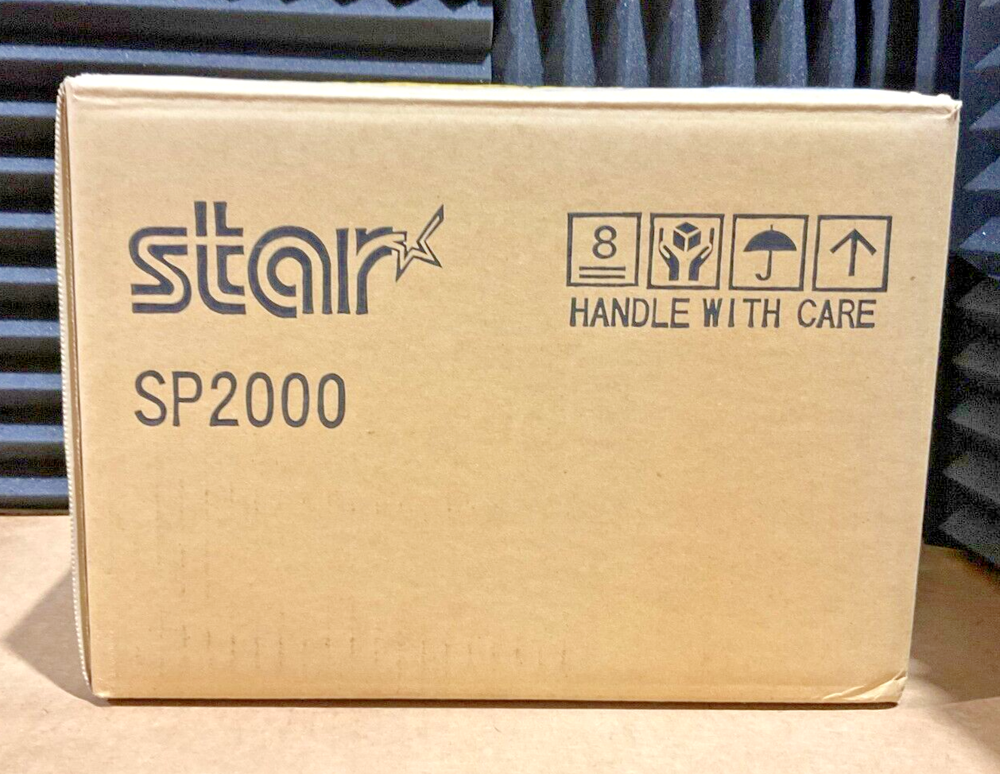 star
8
HANDLE WITH CARE
SP2000